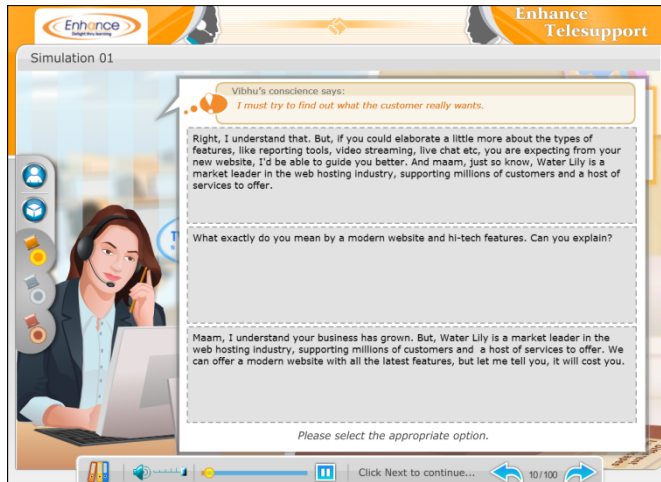 Enhance
Delight thru learning
Enhance
Telesupport
Simulation 01
Vibhu's conscience says:
I must try to find out what the customer really wants.
Right, I understand that. But, if you could elaborate a little more about the types of
features, like reporting tools, video streaming, live chat etc, you are expecting from your
new website, I'd be able to guide you better. And maam, just so know, Water Lily is a
market leader in the web hosting industry, supporting millions of customers and a host of
services to offer.
What exactly do you mean by a modern website and hi-tech features. Can you explain?
Maam, I understand your business has grown. But, Water Lily is a market leader in the
web hosting industry, supporting millions of customers and a host of services to offer. We
can offer a modern website with all the latest features, but let me tell you, it will cost you.
Please select the appropriate option.
Click Next to continue...
10/100